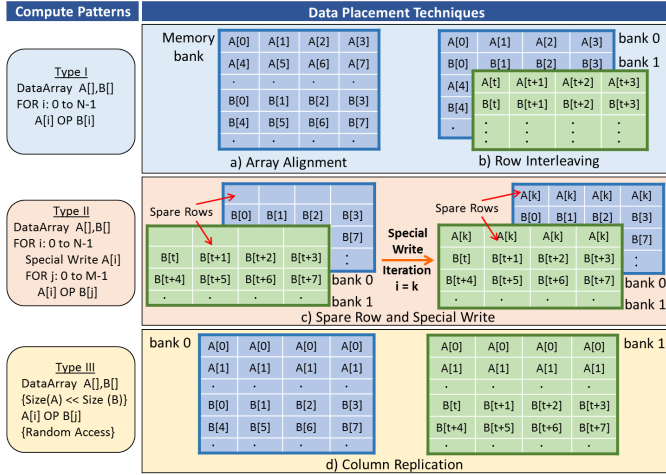 Compute Patterns
Data Placement Techniques
Type I
DataArray A[],B[]
FOR i: 0 to N-1
A[i] OP B[i]
Memory
bank
A[0] A[1] A[2] A[3]
A[4] A[5] A[6] A[7]
. . . .
B[0] B[1] B[2] B[3]
B[4] B[5] B[6] B[7]
. . . .
a) Array Alignment
A[0] A[1] A[2] A[3] bank 0
B[0] B[1] B[2] B[3] bank 1
A[4] A[t] A[t+1] A[t+2] A[t+3]
B[4] B[t] B[t+1] B[t+2] B[t+3]
. : : : :
b) Row Interleaving
Type II
DataArray A[],B[]
FOR i: 0 to N-1
Special Write A[i]
FOR j: 0 to M-1
A[i] OP B[j]
Spare Rows
B[0] B[1] B[2] B[3]
B[7]
:
B[t] B[t+1] B[t+2] B[t+3]
B[t+4] B[t+5] B[t+6] B[t+7]
. . . .
bank 0
bank 1
Special
Write
Iteration
i = k
Spare Rows
A[k] A[k] A[k] A[k]
B[0] B[1] B[2] B[3]
B[7]
:
A[k] A[k] A[k] A[k]
B[t] B[t+1] B[t+2] B[t+3]
B[t+4] B[t+5] B[t+6] B[t+7]
. . . .
bank 0
bank 1
c) Spare Row and Special Write
Type III
DataArray A[],B[]
{Size(A) << Size (B)}
A[i] OP B[j]
{Random Access}
bank 0
A[0] A[0] A[0] A[0]
A[1] A[1] A[1] A[1]
. . . .
B[0] B[1] B[2] B[3]
B[4] B[5] B[6] B[7]
. . . .
bank 1
A[0] A[0] A[0] A[0]
A[1] A[1] A[1] A[1]
. . . .
B[t] B[t+1] B[t+2] B[t+3]
B[t+4] B[t+6] B[t+6] B[t+7]
. . . .
d) Column Replication